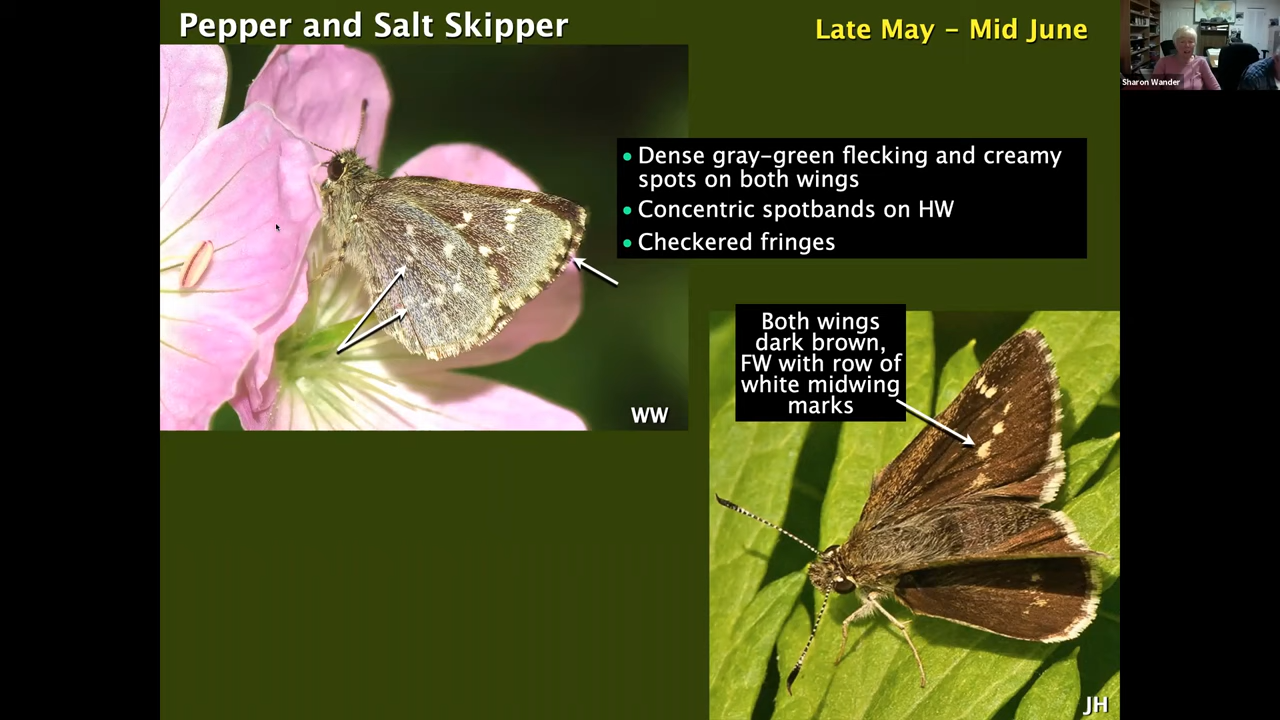 Pepper and Salt Skipper
Late May – Mid June
Sharon Wander
• Dense gray–green flecking and creamy
spots on both wings
• Concentric spotbands on HW
• Checkered fringes
Both wings
dark brown,
FW with row of
white midwing
marks
WW
JH